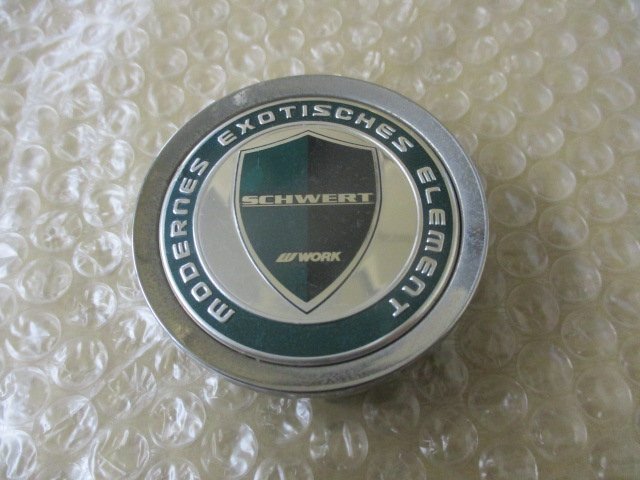 MODERNES EXOTISCHES ELEMENT
SCHWERT
WORK